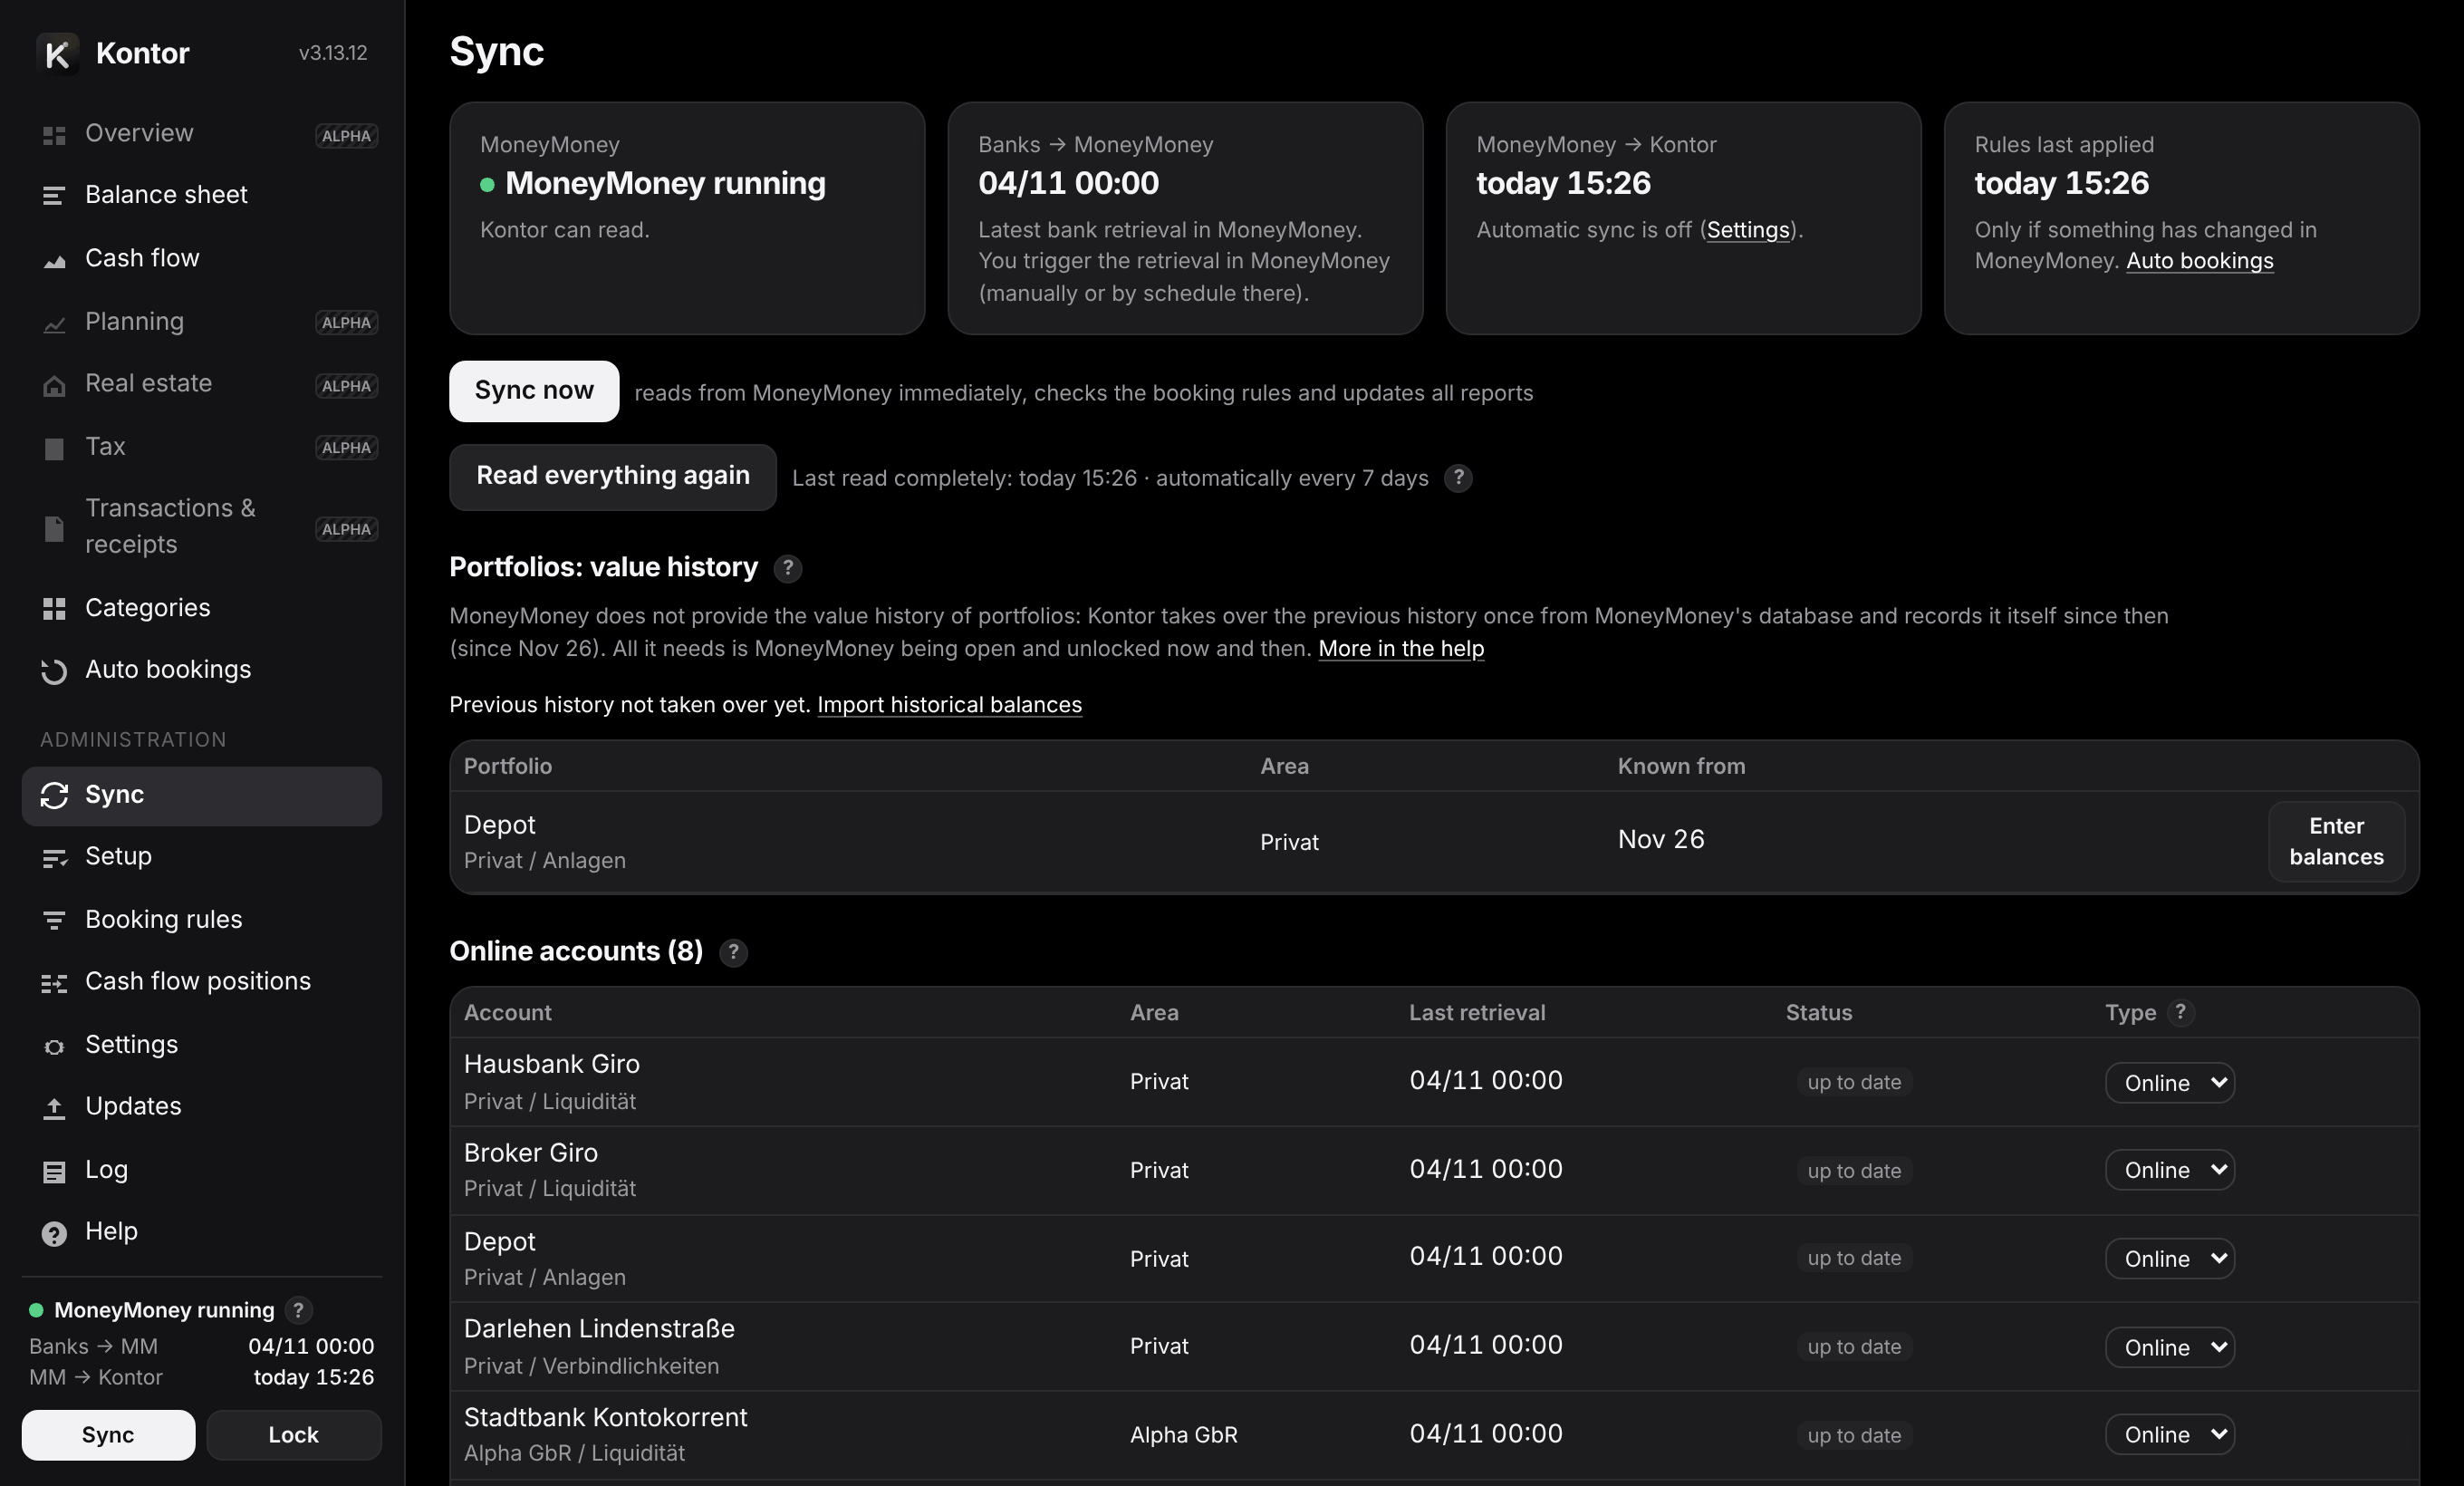 Kontor
v3.13.12
Overview
ALPHA
Balance sheet
Cash flow
Planning
ALPHA
Real estate
ALPHA
Tax
ALPHA
Transactions &
receipts
ALPHA
Categories
Auto bookings
ADMINISTRATION
Sync
Setup
Booking rules
Cash flow positions
Settings
Updates
Log
Help
MoneyMoney running ?
Banks → MM 04/11 00:00
MM → Kontor today 15:26
Sync Lock
Sync
MoneyMoney
MoneyMoney running
Kontor can read.
Banks → MoneyMoney
04/11 00:00
Latest bank retrieval in MoneyMoney.
You trigger the retrieval in MoneyMoney
(manually or by schedule there).
MoneyMoney → Kontor
today 15:26
Automatic sync is off (Settings).
Rules last applied
today 15:26
Only if something has changed in
MoneyMoney. Auto bookings
Sync now reads from MoneyMoney immediately, checks the booking rules and updates all reports
Read everything again Last read completely: today 15:26 · automatically every 7 days ?
Portfolios: value history ?
MoneyMoney does not provide the value history of portfolios: Kontor takes over the previous history once from MoneyMoney's database and records it itself since then
(since Nov 26). All it needs is MoneyMoney being open and unlocked now and then. More in the help
Previous history not taken over yet. Import historical balances
Portfolio Area Known from
Depot
Privat / Anlagen
Privat
Nov 26
Enter
balances
Online accounts (8) ?
Account Area Last retrieval Status Type ?
Hausbank Giro
Privat / Liquidität
Privat 04/11 00:00 up to date Online
Broker Giro
Privat / Liquidität
Privat 04/11 00:00 up to date Online
Depot
Privat / Anlagen
Privat 04/11 00:00 up to date Online
Darlehen Lindenstraße
Privat / Verbindlichkeiten
Privat 04/11 00:00 up to date Online
Stadtbank Kontokorrent
Alpha GbR / Liquidität
Alpha GbR 04/11 00:00 up to date Online